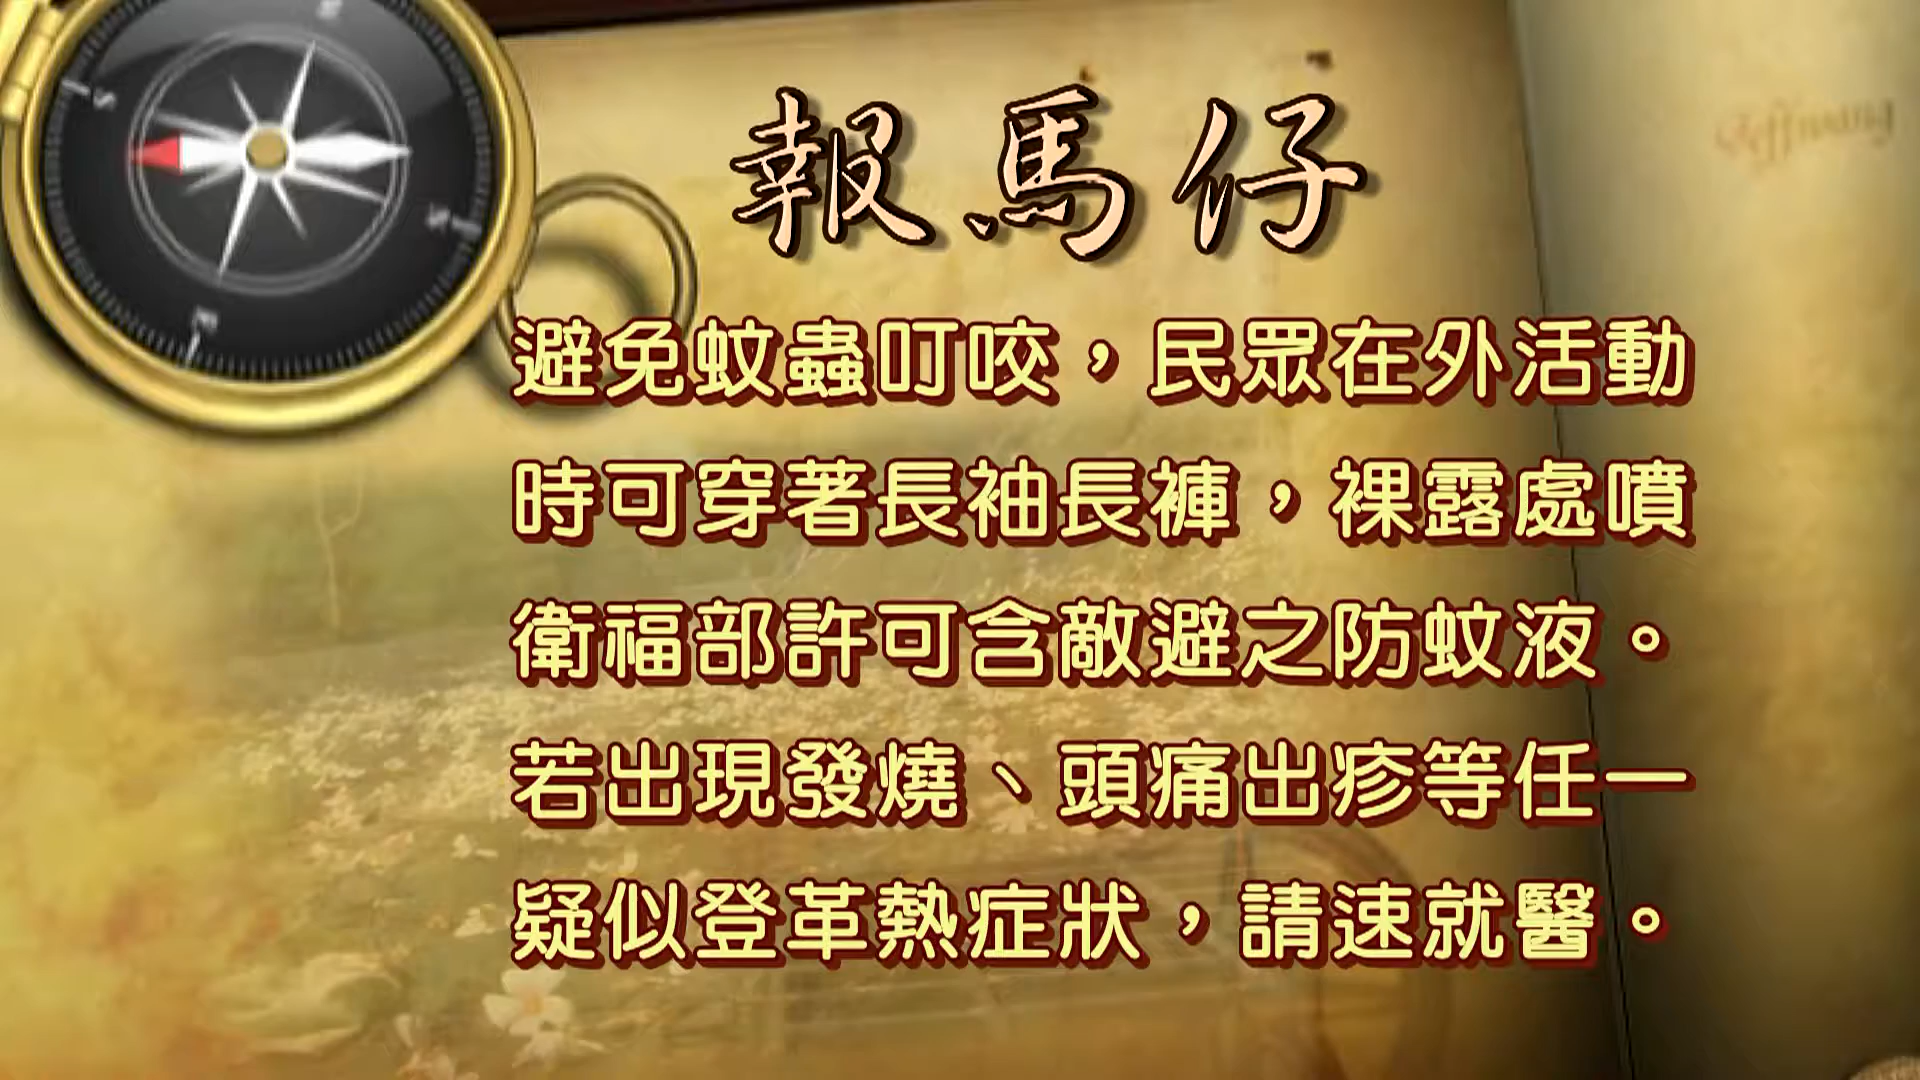 報馬仔
避免蚊蟲叮咬，民眾在外活動
時可穿著長袖長褲，裸露處噴
衛福部許可含敵避之防蚊液。
若出現發燒、頭痛出疹等任一
疑似登革熱症狀，請速就醫。